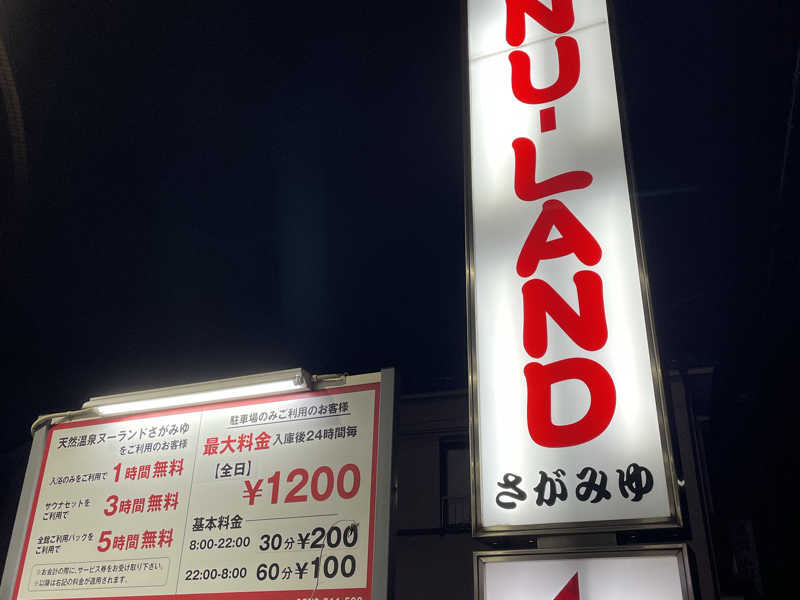 NU-LAND
さがみゆ
天然温泉ヌーランドさがみゆ
をご利用のお客様
入浴のみをご利用で 1時間無料
サウナセットを
ご利用で 3時間無料
全館ご利用パックを
ご利用で 5時間無料
※お会計の際に、サービス券をお受け取り下さい。
※以降は右記の料金が適用されます。
駐車場のみご利用のお客様
最大料金 入庫後24時間毎
【全日】
¥1200
基本料金
8:00-22:00 30分¥200
22:00-8:00 60分¥100